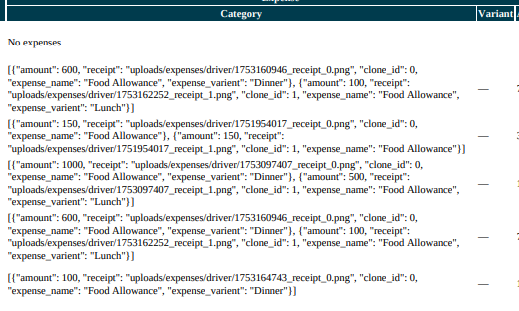 Expense
Category Variant
No expenses
[{"amount": 600, "receipt": "uploads/expenses/driver/1753160946_receipt_0.png", "clone_id": 0,
"expense_name": "Food Allowance", "expense_varient": "Dinner"}, {"amount": 100, "receipt":
"uploads/expenses/driver/1753162252_receipt_1.png", "clone_id": 1, "expense_name": "Food Allowance",
"expense_varient": "Lunch"}] —
[{"amount": 150, "receipt": "uploads/expenses/driver/1751954017_receipt_0.png", "clone_id": 0,
"expense_name": "Food Allowance"}, {"amount": 150, "receipt":
"uploads/expenses/driver/1751954017_receipt_1.png", "clone_id": 1, "expense_name": "Food Allowance"}] —
[{"amount": 1000, "receipt": "uploads/expenses/driver/1753097407_receipt_0.png", "clone_id": 0,
"expense_name": "Food Allowance", "expense_varient": "Dinner"}, {"amount": 500, "receipt":
"uploads/expenses/driver/1753097407_receipt_1.png", "clone_id": 1, "expense_name": "Food Allowance",
"expense_varient": "Lunch"}] —
[{"amount": 600, "receipt": "uploads/expenses/driver/1753160946_receipt_0.png", "clone_id": 0,
"expense_name": "Food Allowance", "expense_varient": "Dinner"}, {"amount": 100, "receipt":
"uploads/expenses/driver/1753162252_receipt_1.png", "clone_id": 1, "expense_name": "Food Allowance",
"expense_varient": "Lunch"}] —
[{"amount": 100, "receipt": "uploads/expenses/driver/1753164743_receipt_0.png", "clone_id": 0,
"expense_name": "Food Allowance", "expense_varient": "Dinner"}] —